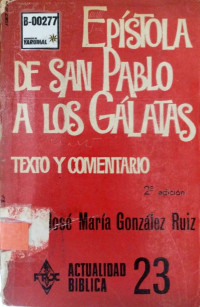 B-00277
EPÍSTOLA
DE SAN PABLO
A LOS GÁLATAS
TEXTO Y COMENTARIO
2ª edición
José María González Ruiz
ACTUALIDAD
BIBLICA
23